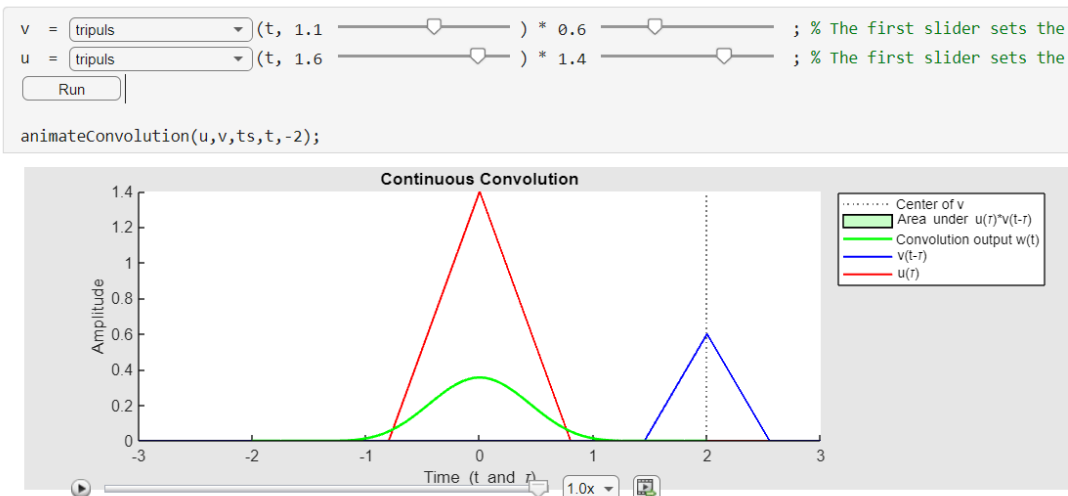 v = tripuls (t, 1.1 ) * 0.6 ; % The first slider sets the
u = tripuls (t, 1.6 ) * 1.4 ; % The first slider sets the
Run
animateConvolution(u,v,ts,t,-2);
Continuous Convolution
1.4
1.2
1
0.8
0.6
0.4
0.2
0
Amplitude
-3 -2 -1 0 1 2 3
Time (t and τ)
Center of v
Area under u(τ)*v(t-τ)
Convolution output w(t)
v(t-τ)
u(τ)
1.0x